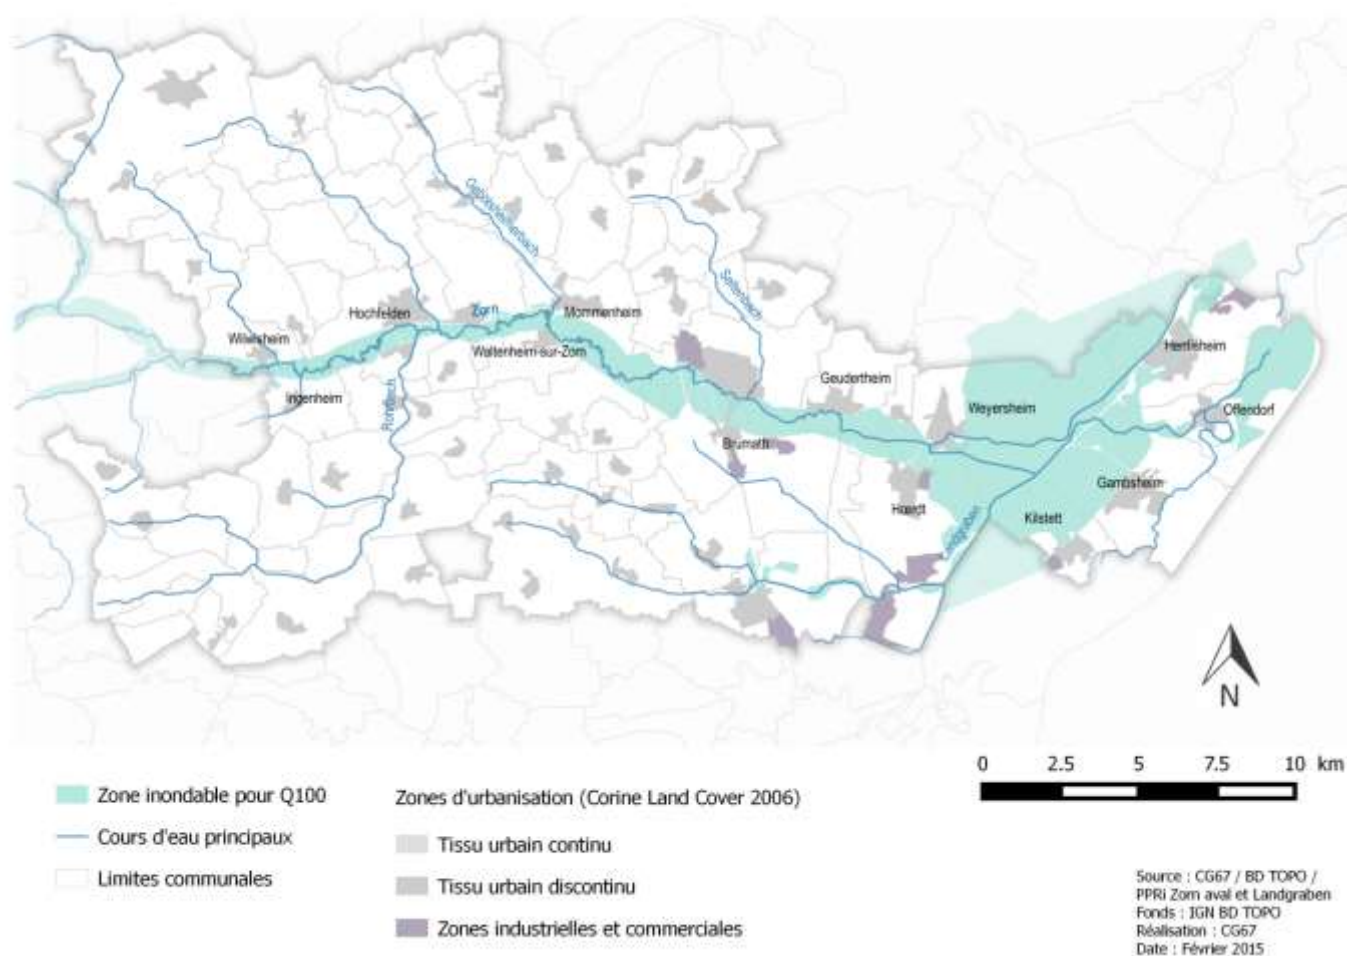 Gebolsheimerbach
Seltenbach
Zorn
Hochfelden
Mommenheim
Wilwisheim
Waltenheim-sur-Zorn
Herrlisheim
Ingenheim
Rohrbach
Geudertheim
Weyersheim
Offendorf
Brumath
Gambsheim
Hœrdt
Kilstett
Landgraben
N
0 2.5 5 7.5 10 km
Zone inondable pour Q100
Cours d'eau principaux
Limites communales
Zones d'urbanisation (Corine Land Cover 2006)
Tissu urbain continu
Tissu urbain discontinu
Zones industrielles et commerciales
Source : CG67 / BD TOPO /
PPRi Zorn aval et Landgraben
Fonds : IGN BD TOPO
Réalisation : CG67
Date : Février 2015